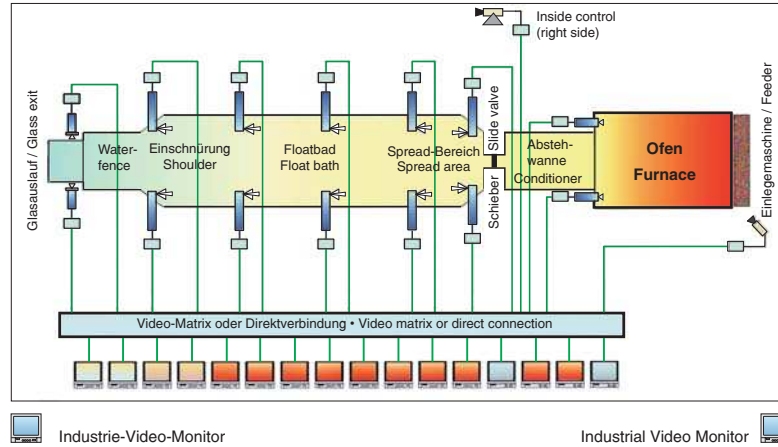 Inside control
(right side)
Glasauslauf / Glass exit
Water-
fence
Einschnürung
Shoulder
Floatbad
Float bath
Spread-Bereich
Spread area
Slide valve
Schieber
Absteh-
wanne
Conditioner
Ofen
Furnace
Einlegemaschine / Feeder
Video-Matrix oder Direktverbindung • Video matrix or direct connection
Industrie-Video-Monitor
Industrial Video Monitor